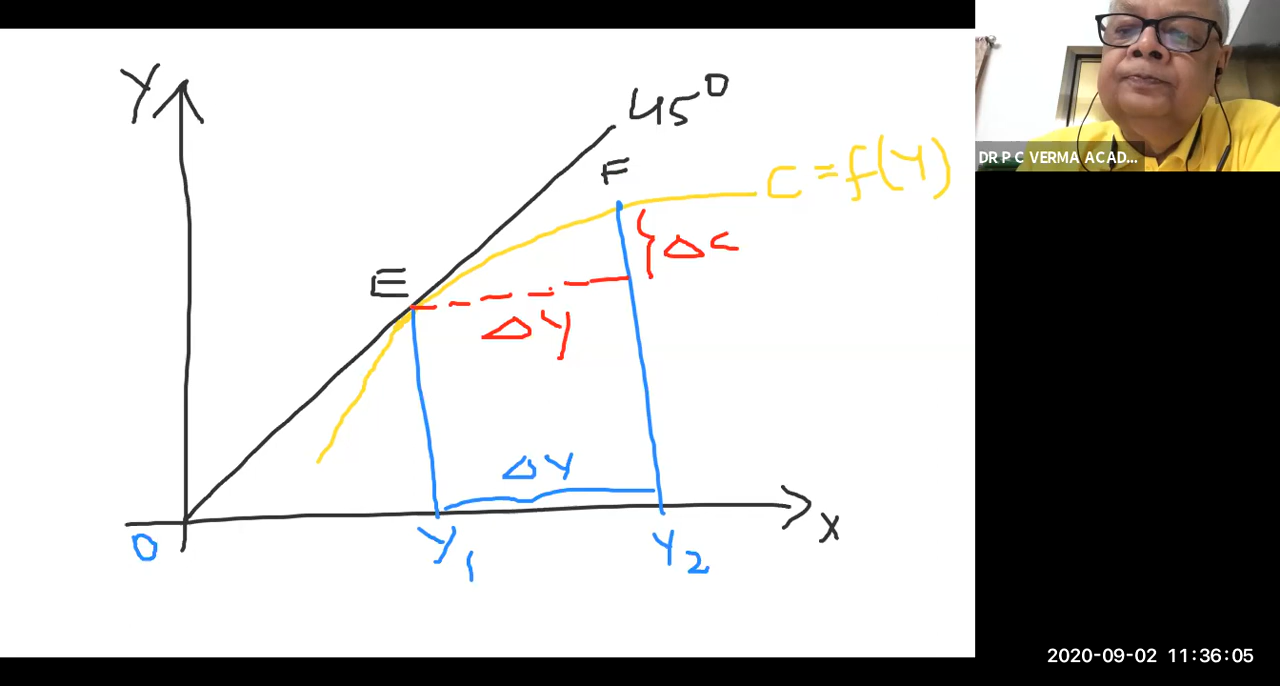 Y
45°
F
C = f(Y)
DR P C VERMA ACAD...
ΔC
E
ΔY
ΔY
O
Y1
Y2
X
2020-09-02 11:36:05